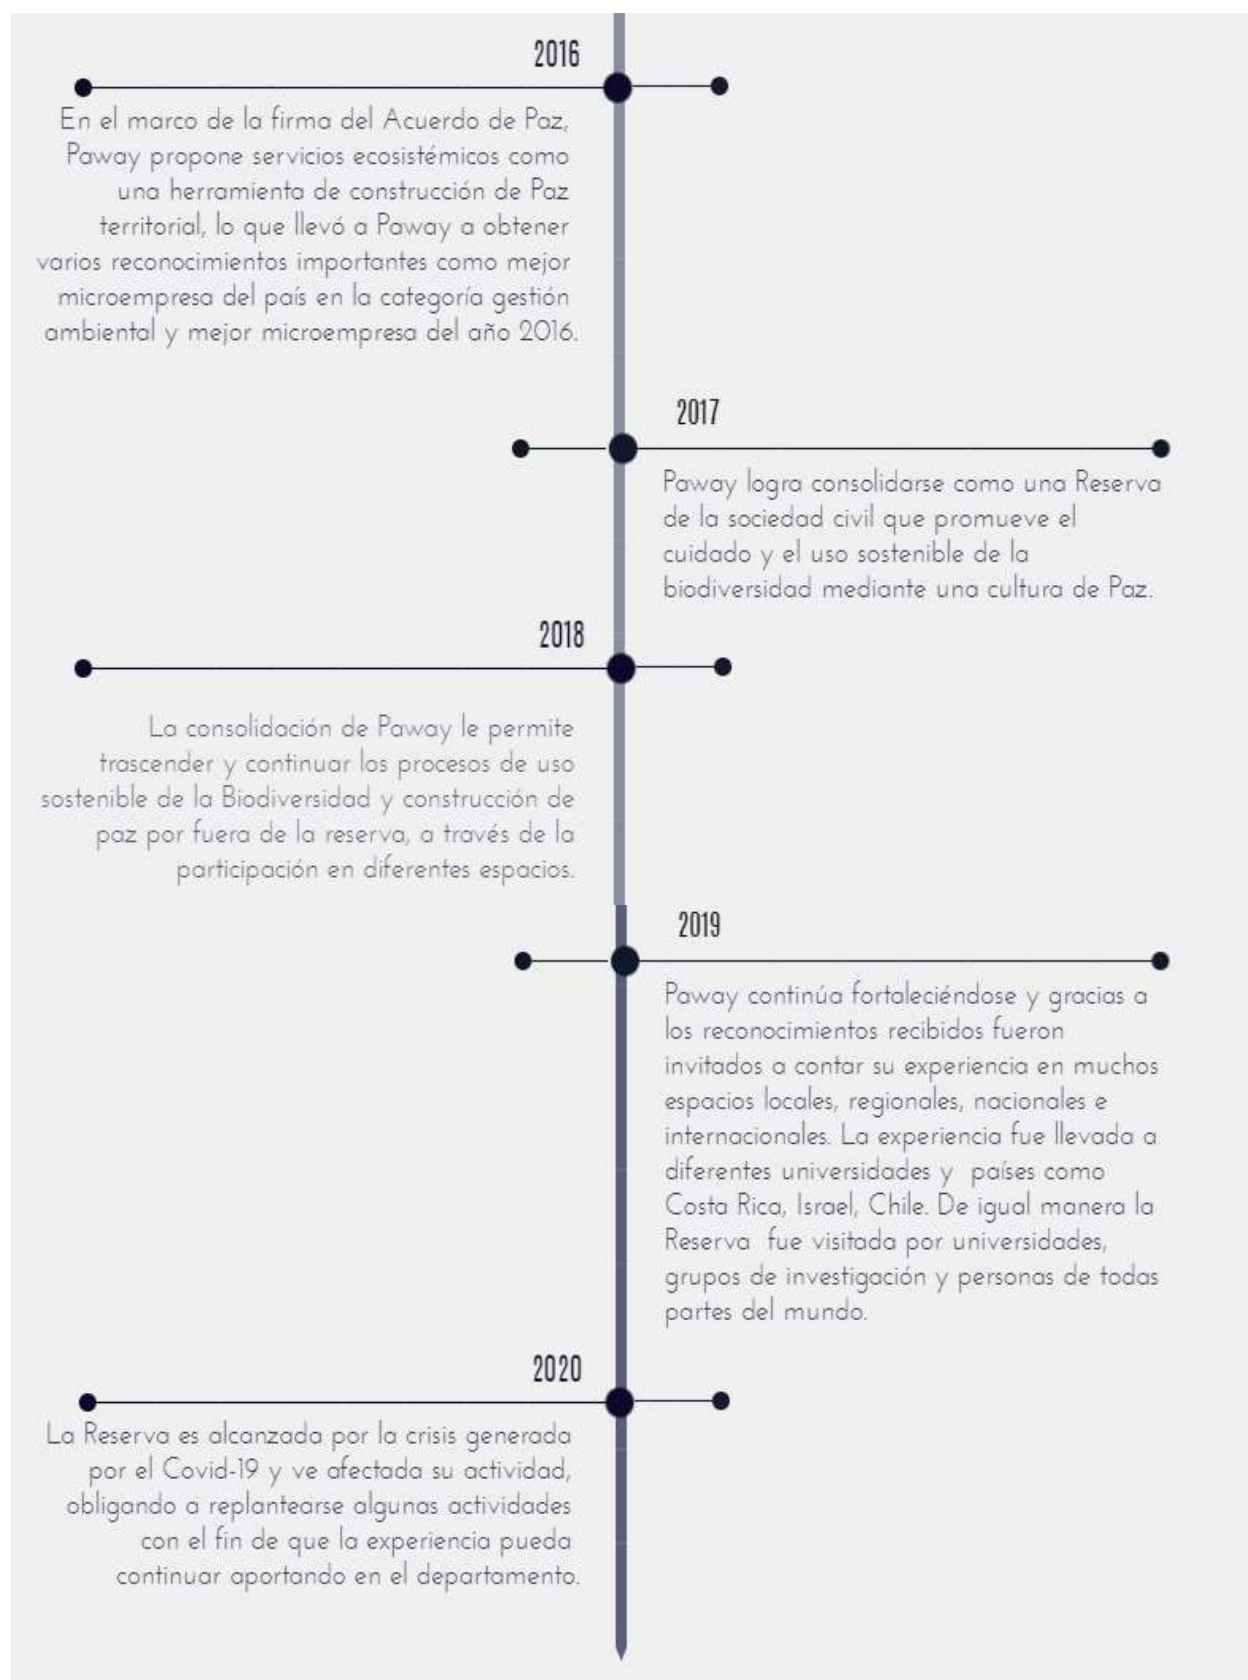 2016
En el marco de la firma del Acuerdo de Paz,
Paway propone servicios ecosistémicos como
una herramienta de construcción de Paz
territorial, lo que llevó a Paway a obtener
varios reconocimientos importantes como mejor
microempresa del país en la categoría gestión
ambiental y mejor microempresa del año 2016.
2017
Paway logra consolidarse como una Reserva
de la sociedad civil que promueve el
cuidado y el uso sostenible de la
biodiversidad mediante una cultura de Paz.
2018
La consolidación de Paway le permite
trascender y continuar los procesos de uso
sostenible de la Biodiversidad y construcción de
paz por fuera de la reserva, a través de la
participación en diferentes espacios.
2019
Paway continúa fortaleciéndose y gracias a
los reconocimientos recibidos fueron
invitados a contar su experiencia en muchos
espacios locales, regionales, nacionales e
internacionales. La experiencia fue llevada a
diferentes universidades y países como
Costa Rica, Israel, Chile. De igual manera la
Reserva fue visitada por universidades,
grupos de investigación y personas de todas
partes del mundo.
2020
La Reserva es alcanzada por la crisis generada
por el Covid-19 y ve afectada su actividad,
obligando a replantearse algunas actividades
con el fin de que la experiencia pueda
continuar aportando en el departamento.